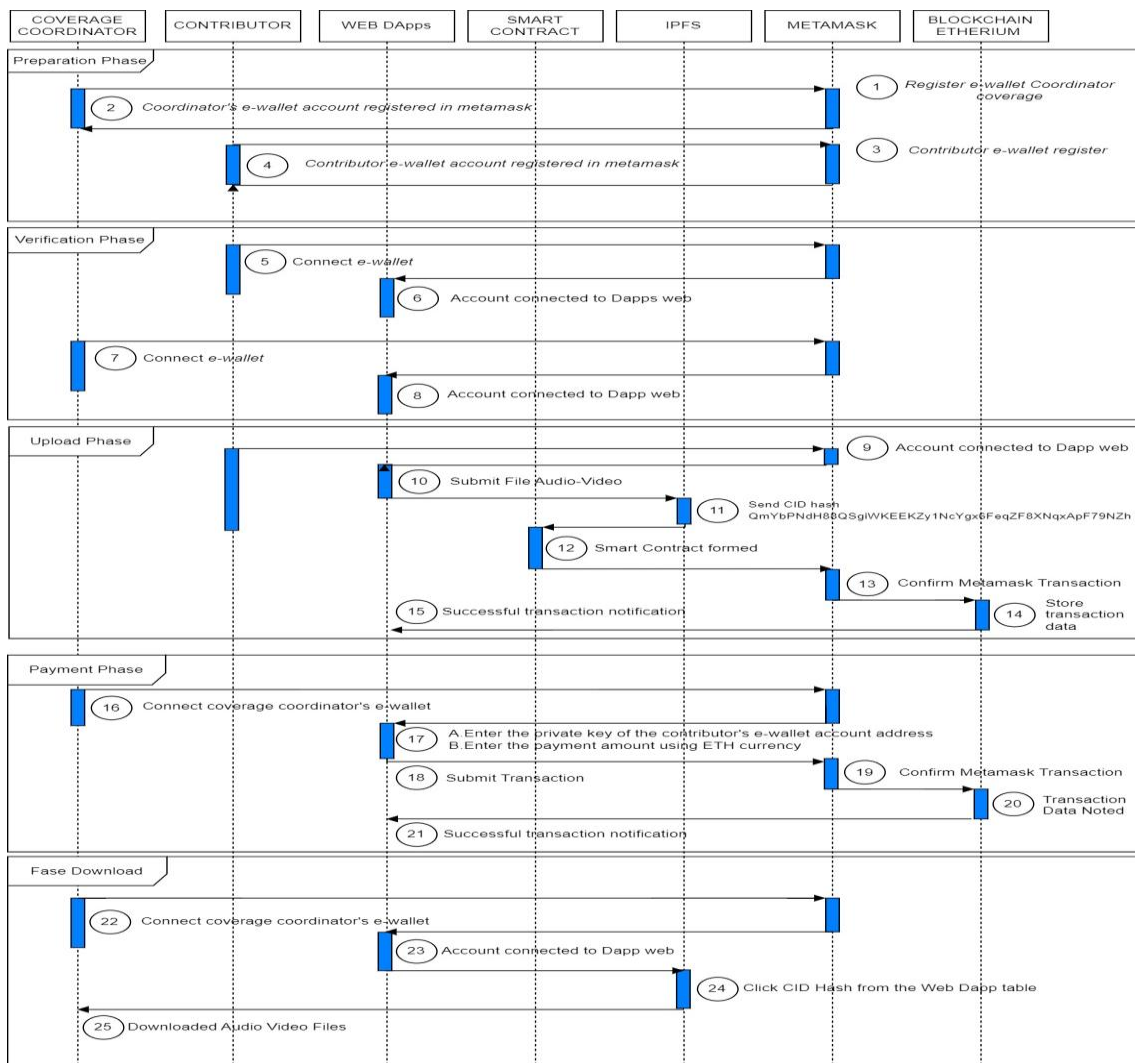 COVERAGE
COORDINATOR
CONTRIBUTOR
WEB DApps
SMART
CONTRACT
IPFS
METAMASK
BLOCKCHAIN
ETHERIUM
Preparation Phase
1
Register e-wallet Coordinator
coverage
2
Coordinator's e-wallet account registered in metamask
3
Contributor e-wallet register
4
Contributor e-wallet account registered in metamask
Verification Phase
5
Connect e-wallet
6
Account connected to Dapps web
7
Connect e-wallet
8
Account connected to Dapp web
Upload Phase
9
Account connected to Dapp web
10
Submit File Audio-Video
11
Send CID hash
12
Smart Contract formed
13
Confirm Metamask Transaction
14
Store
transaction
data
15
Successful transaction notification
Payment Phase
16
Connect coverage coordinator's e-wallet
17
A.Enter the private key of the contributor's e-wallet account address
B.Enter the payment amount using ETH currency
18
Submit Transaction
19
Confirm Metamask Transaction
20
Transaction
Data Noted
21
Successful transaction notification
Fase Download
22
Connect coverage coordinator's e-wallet
23
Account connected to Dapp web
24
Click CID Hash from the Web Dapp table
25
Downloaded Audio Video Files